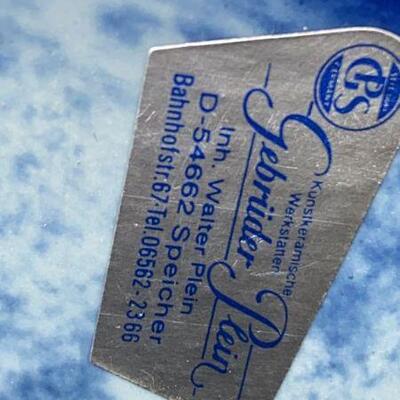 GPS
Kunstkeramische
Werkstätten
Gebrüder Plein
Inh. Walter Plein
D-54662 Speicher
Bahnhofstr.67·Tel.06562-2366